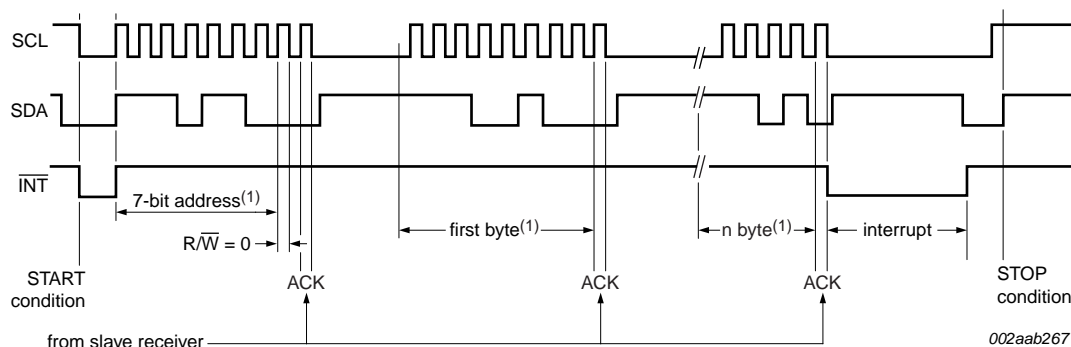 SCL
SDA
INT
7-bit address(1)
first byte(1)
n byte(1)
interrupt
R/W = 0
START
condition
ACK
ACK
ACK
STOP
condition
from slave receiver
002aab267